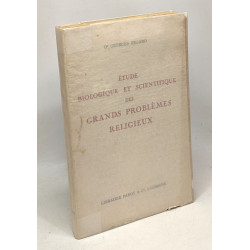 ÉTUDE
BIOLOGIQUE ET SCIENTIFIQUE
DES
GRANDS PROBLÈMES
RELIGIEUX